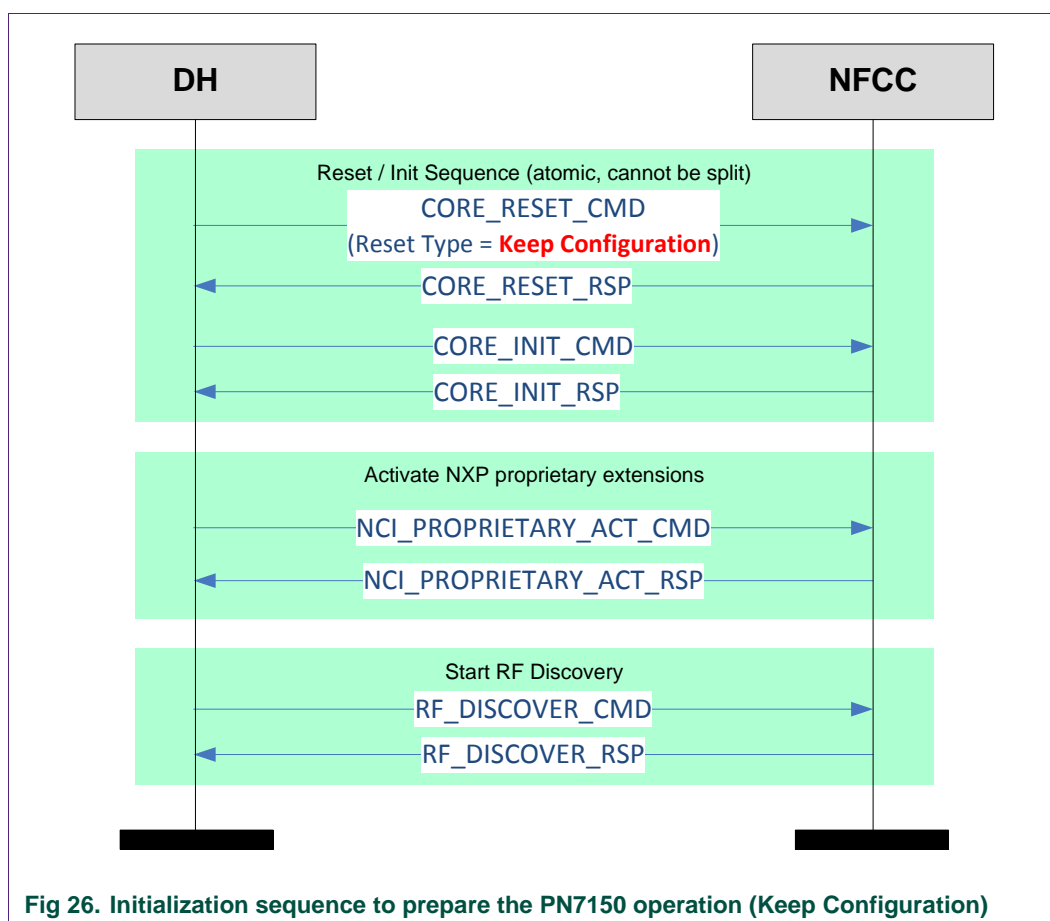 DH
NFCC
Reset / Init Sequence (atomic, cannot be split)
CORE_RESET_CMD
(Reset Type = Keep Configuration)
CORE_RESET_RSP
CORE_INIT_CMD
CORE_INIT_RSP
Activate NXP proprietary extensions
NCI_PROPRIETARY_ACT_CMD
NCI_PROPRIETARY_ACT_RSP
Start RF Discovery
RF_DISCOVER_CMD
RF_DISCOVER_RSP
Fig 26. Initialization sequence to prepare the PN7150 operation (Keep Configuration)